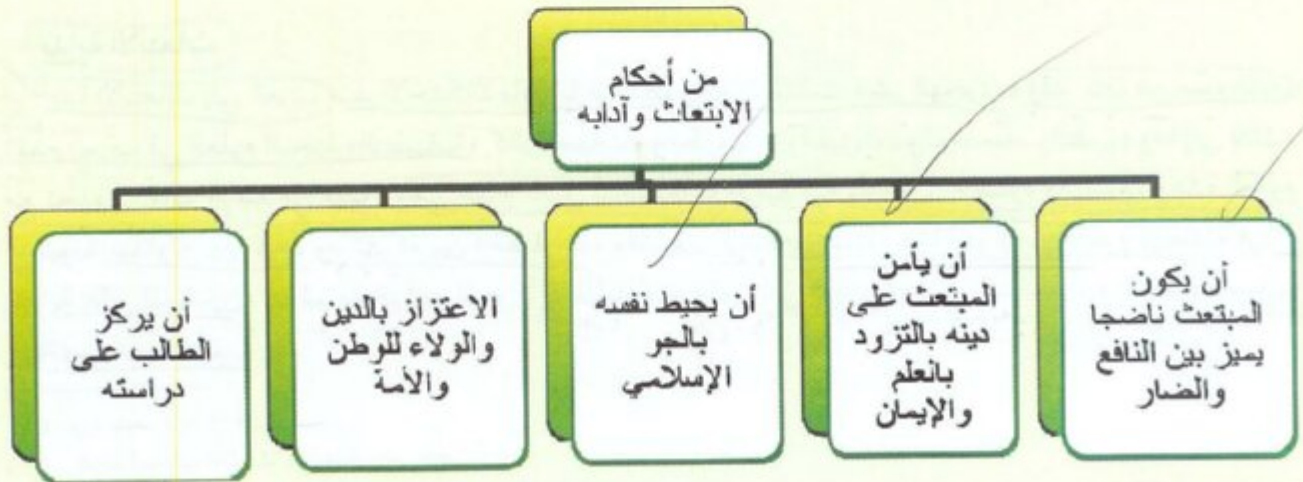 من أحكام
الابتعاث وآدابه
أن يكون
المبتعث ناضجا
يميز بين النافع
والضار
أن يأمن
المبتعث على
دينه بالتزود
بالعلم
والإيمان
أن يحيط نفسه
بالجو
الإسلامي
الاعتزاز بالدين
والولاء للوطن
والأمة
أن يركز
الطالب على
دراسته